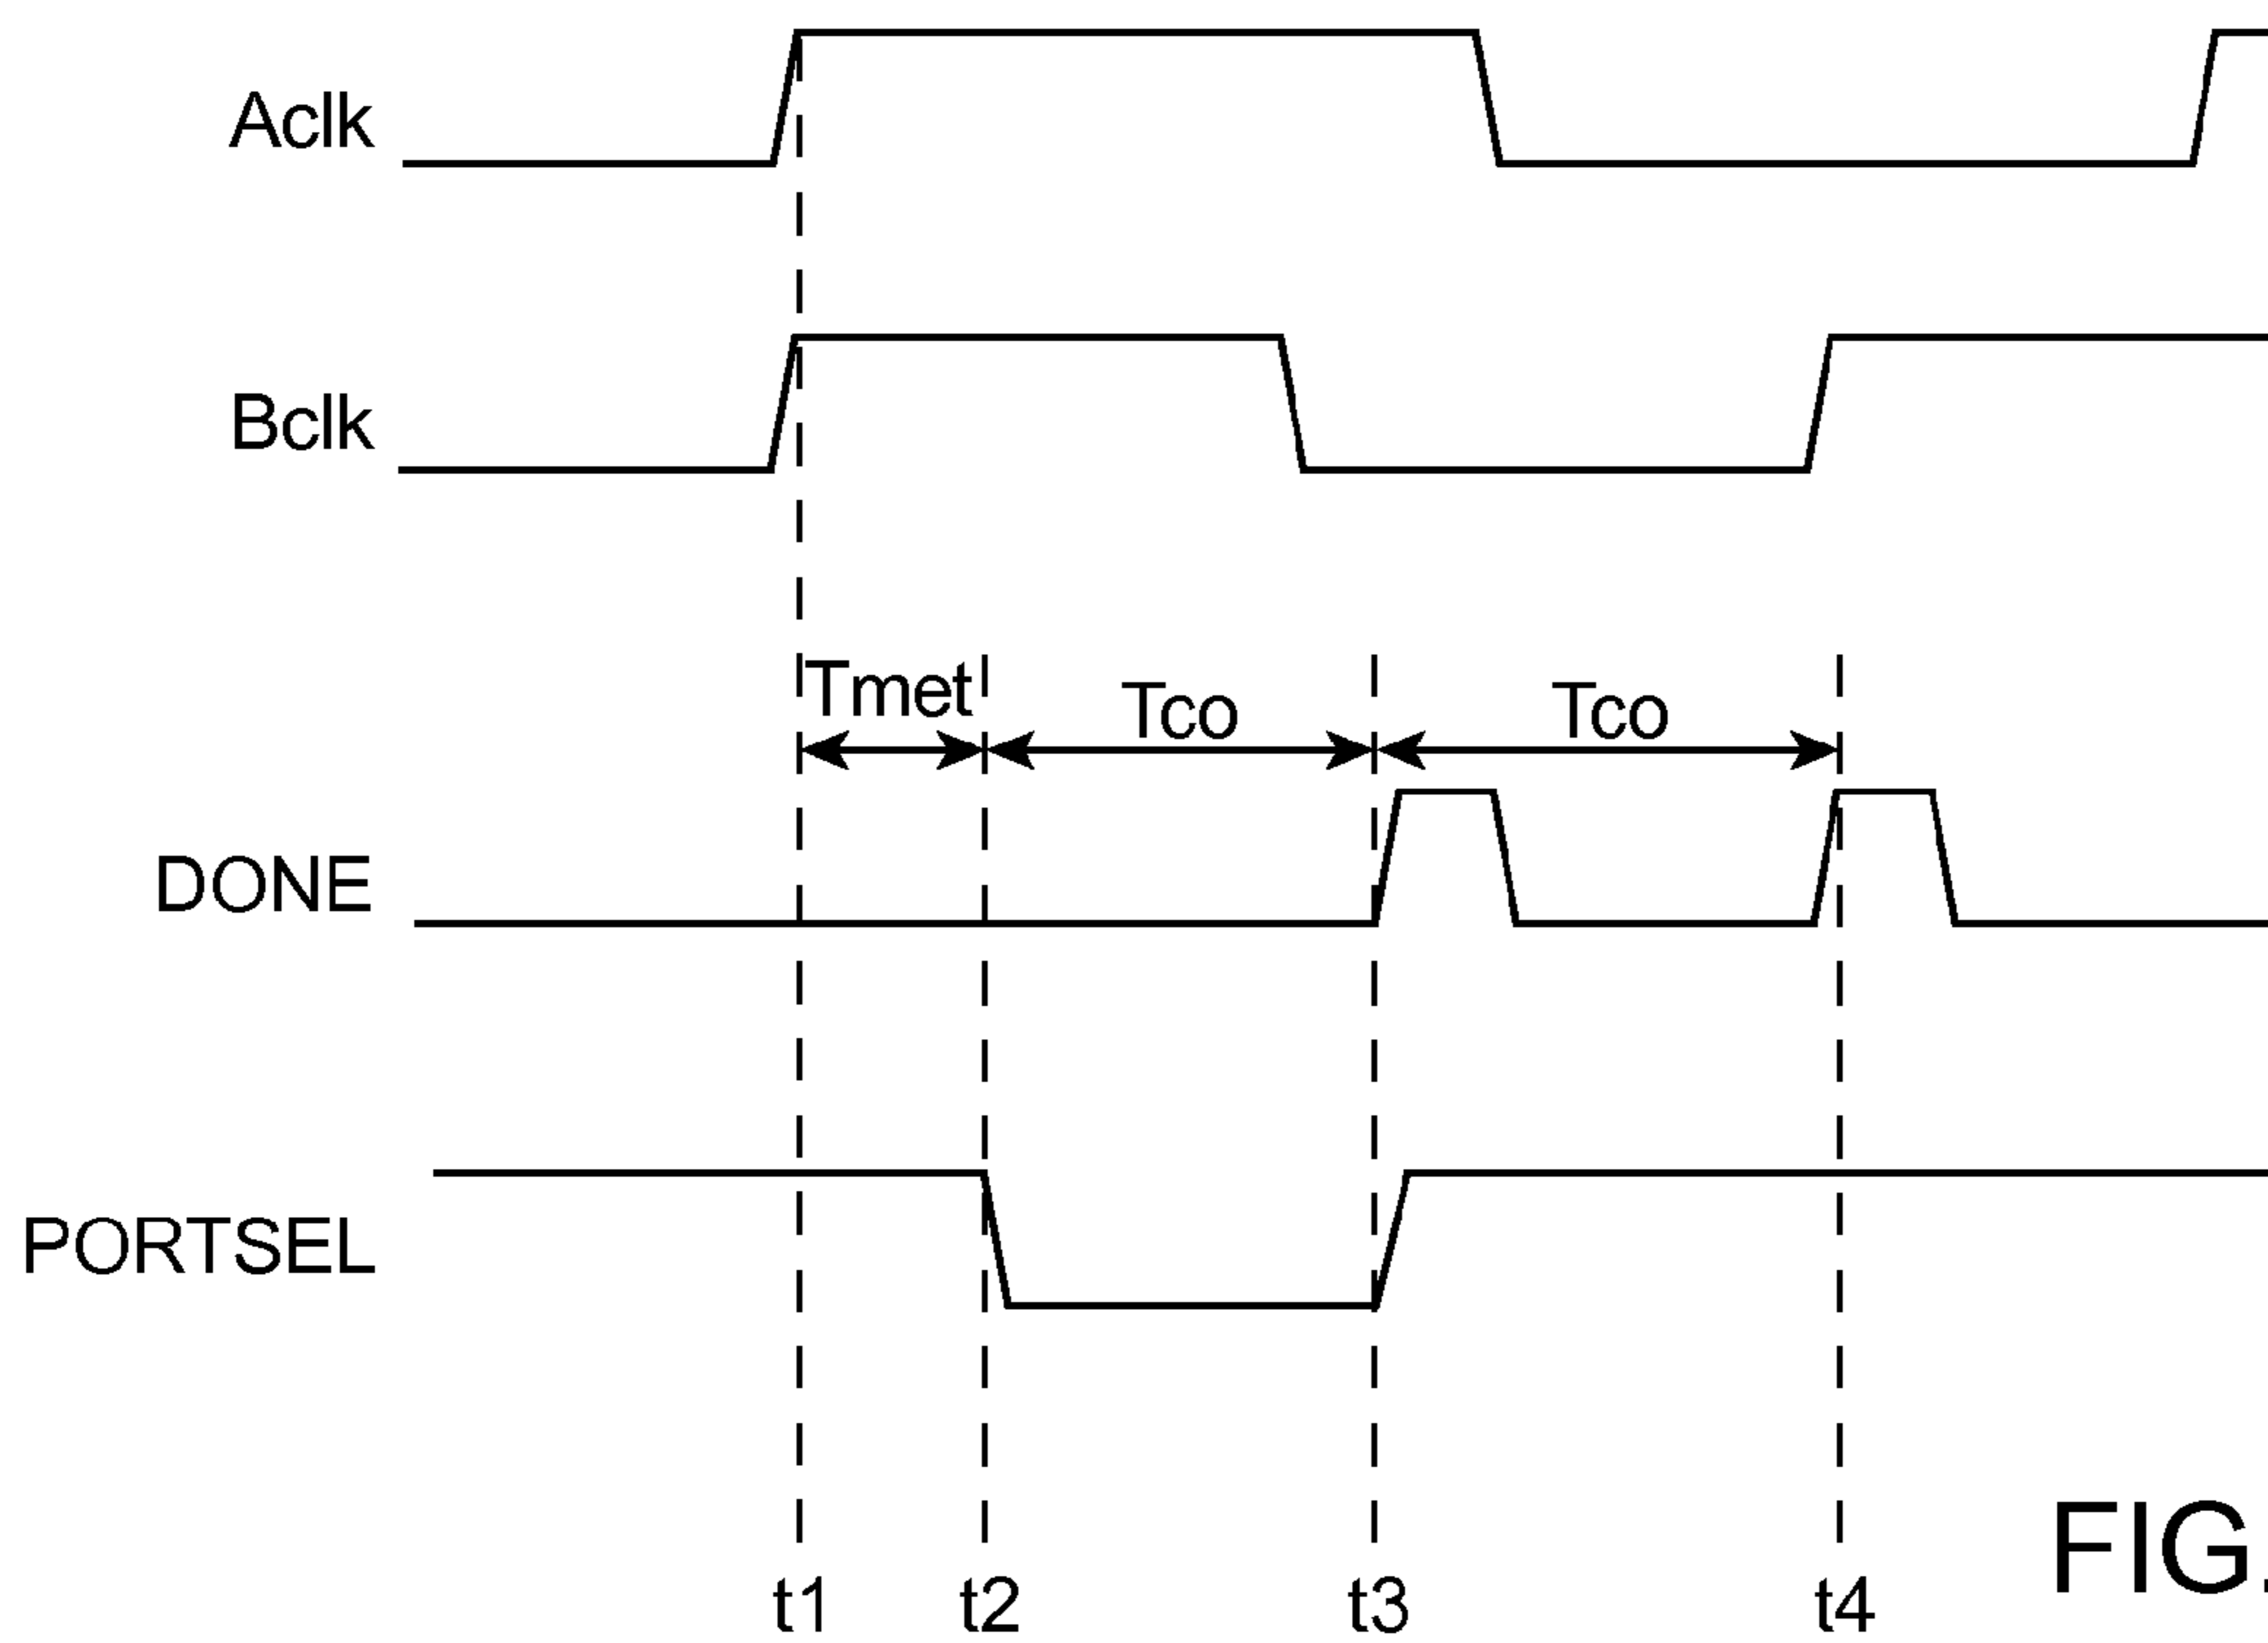 Aclk
Bclk
Tmet
Tco
Tco
DONE
PORTSEL
t1
t2
t3
t4
FIG.